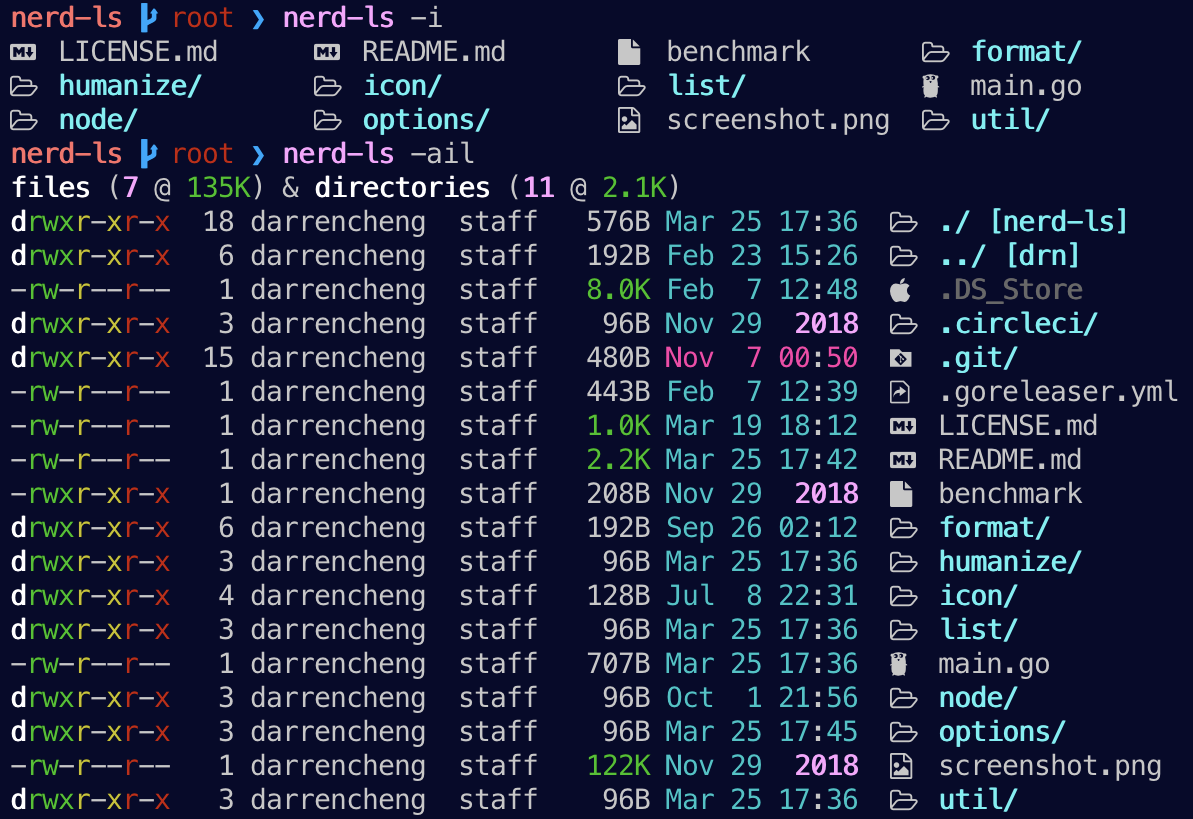 nerd-ls root ❯ nerd-ls -i
LICENSE.md README.md benchmark format/
humanize/ icon/ list/ main.go
node/ options/ screenshot.png util/
nerd-ls root ❯ nerd-ls -ail
files (7 @ 135K) & directories (11 @ 2.1K)
drwxr-xr-x 18 darrencheng staff 576B Mar 25 17:36 ./ [nerd-ls]
drwxr-xr-x 6 darrencheng staff 192B Feb 23 15:26 ../ [drn]
-rw-r--r-- 1 darrencheng staff 8.0K Feb 7 12:48 .DS_Store
drwxr-xr-x 3 darrencheng staff 96B Nov 29 2018 .circleci/
drwxr-xr-x 15 darrencheng staff 480B Nov 7 00:50 .git/
-rw-r--r-- 1 darrencheng staff 443B Feb 7 12:39 .goreleaser.yml
-rw-r--r-- 1 darrencheng staff 1.0K Mar 19 18:12 LICENSE.md
-rw-r--r-- 1 darrencheng staff 2.2K Mar 25 17:42 README.md
-rwxr-xr-x 1 darrencheng staff 208B Nov 29 2018 benchmark
drwxr-xr-x 6 darrencheng staff 192B Sep 26 02:12 format/
drwxr-xr-x 3 darrencheng staff 96B Mar 25 17:36 humanize/
drwxr-xr-x 4 darrencheng staff 128B Jul 8 22:31 icon/
drwxr-xr-x 3 darrencheng staff 96B Mar 25 17:36 list/
-rw-r--r-- 1 darrencheng staff 707B Mar 25 17:36 main.go
drwxr-xr-x 3 darrencheng staff 96B Oct 1 21:56 node/
drwxr-xr-x 3 darrencheng staff 96B Mar 25 17:45 options/
-rw-r--r-- 1 darrencheng staff 122K Nov 29 2018 screenshot.png
drwxr-xr-x 3 darrencheng staff 96B Mar 25 17:36 util/